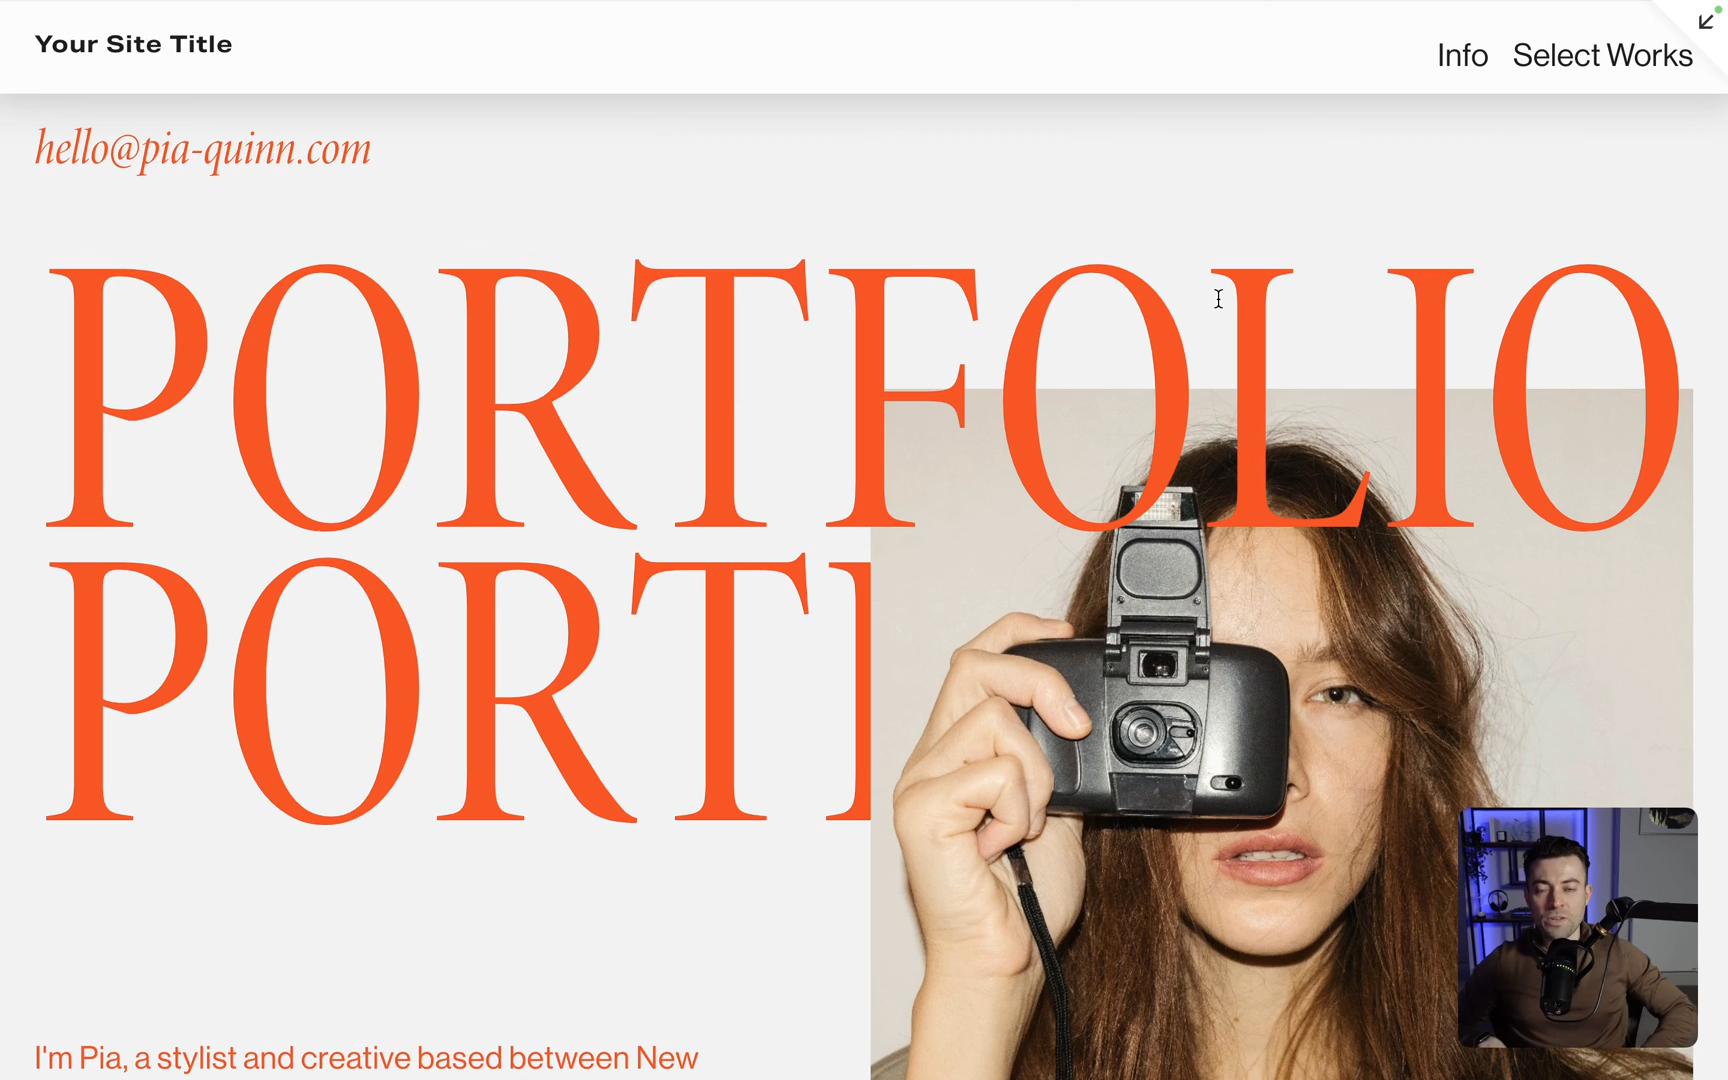 Your Site Title
Info Select Works
hello@pia-quinn.com
PORTFOLIO
PORT
I'm Pia, a stylist and creative based between New